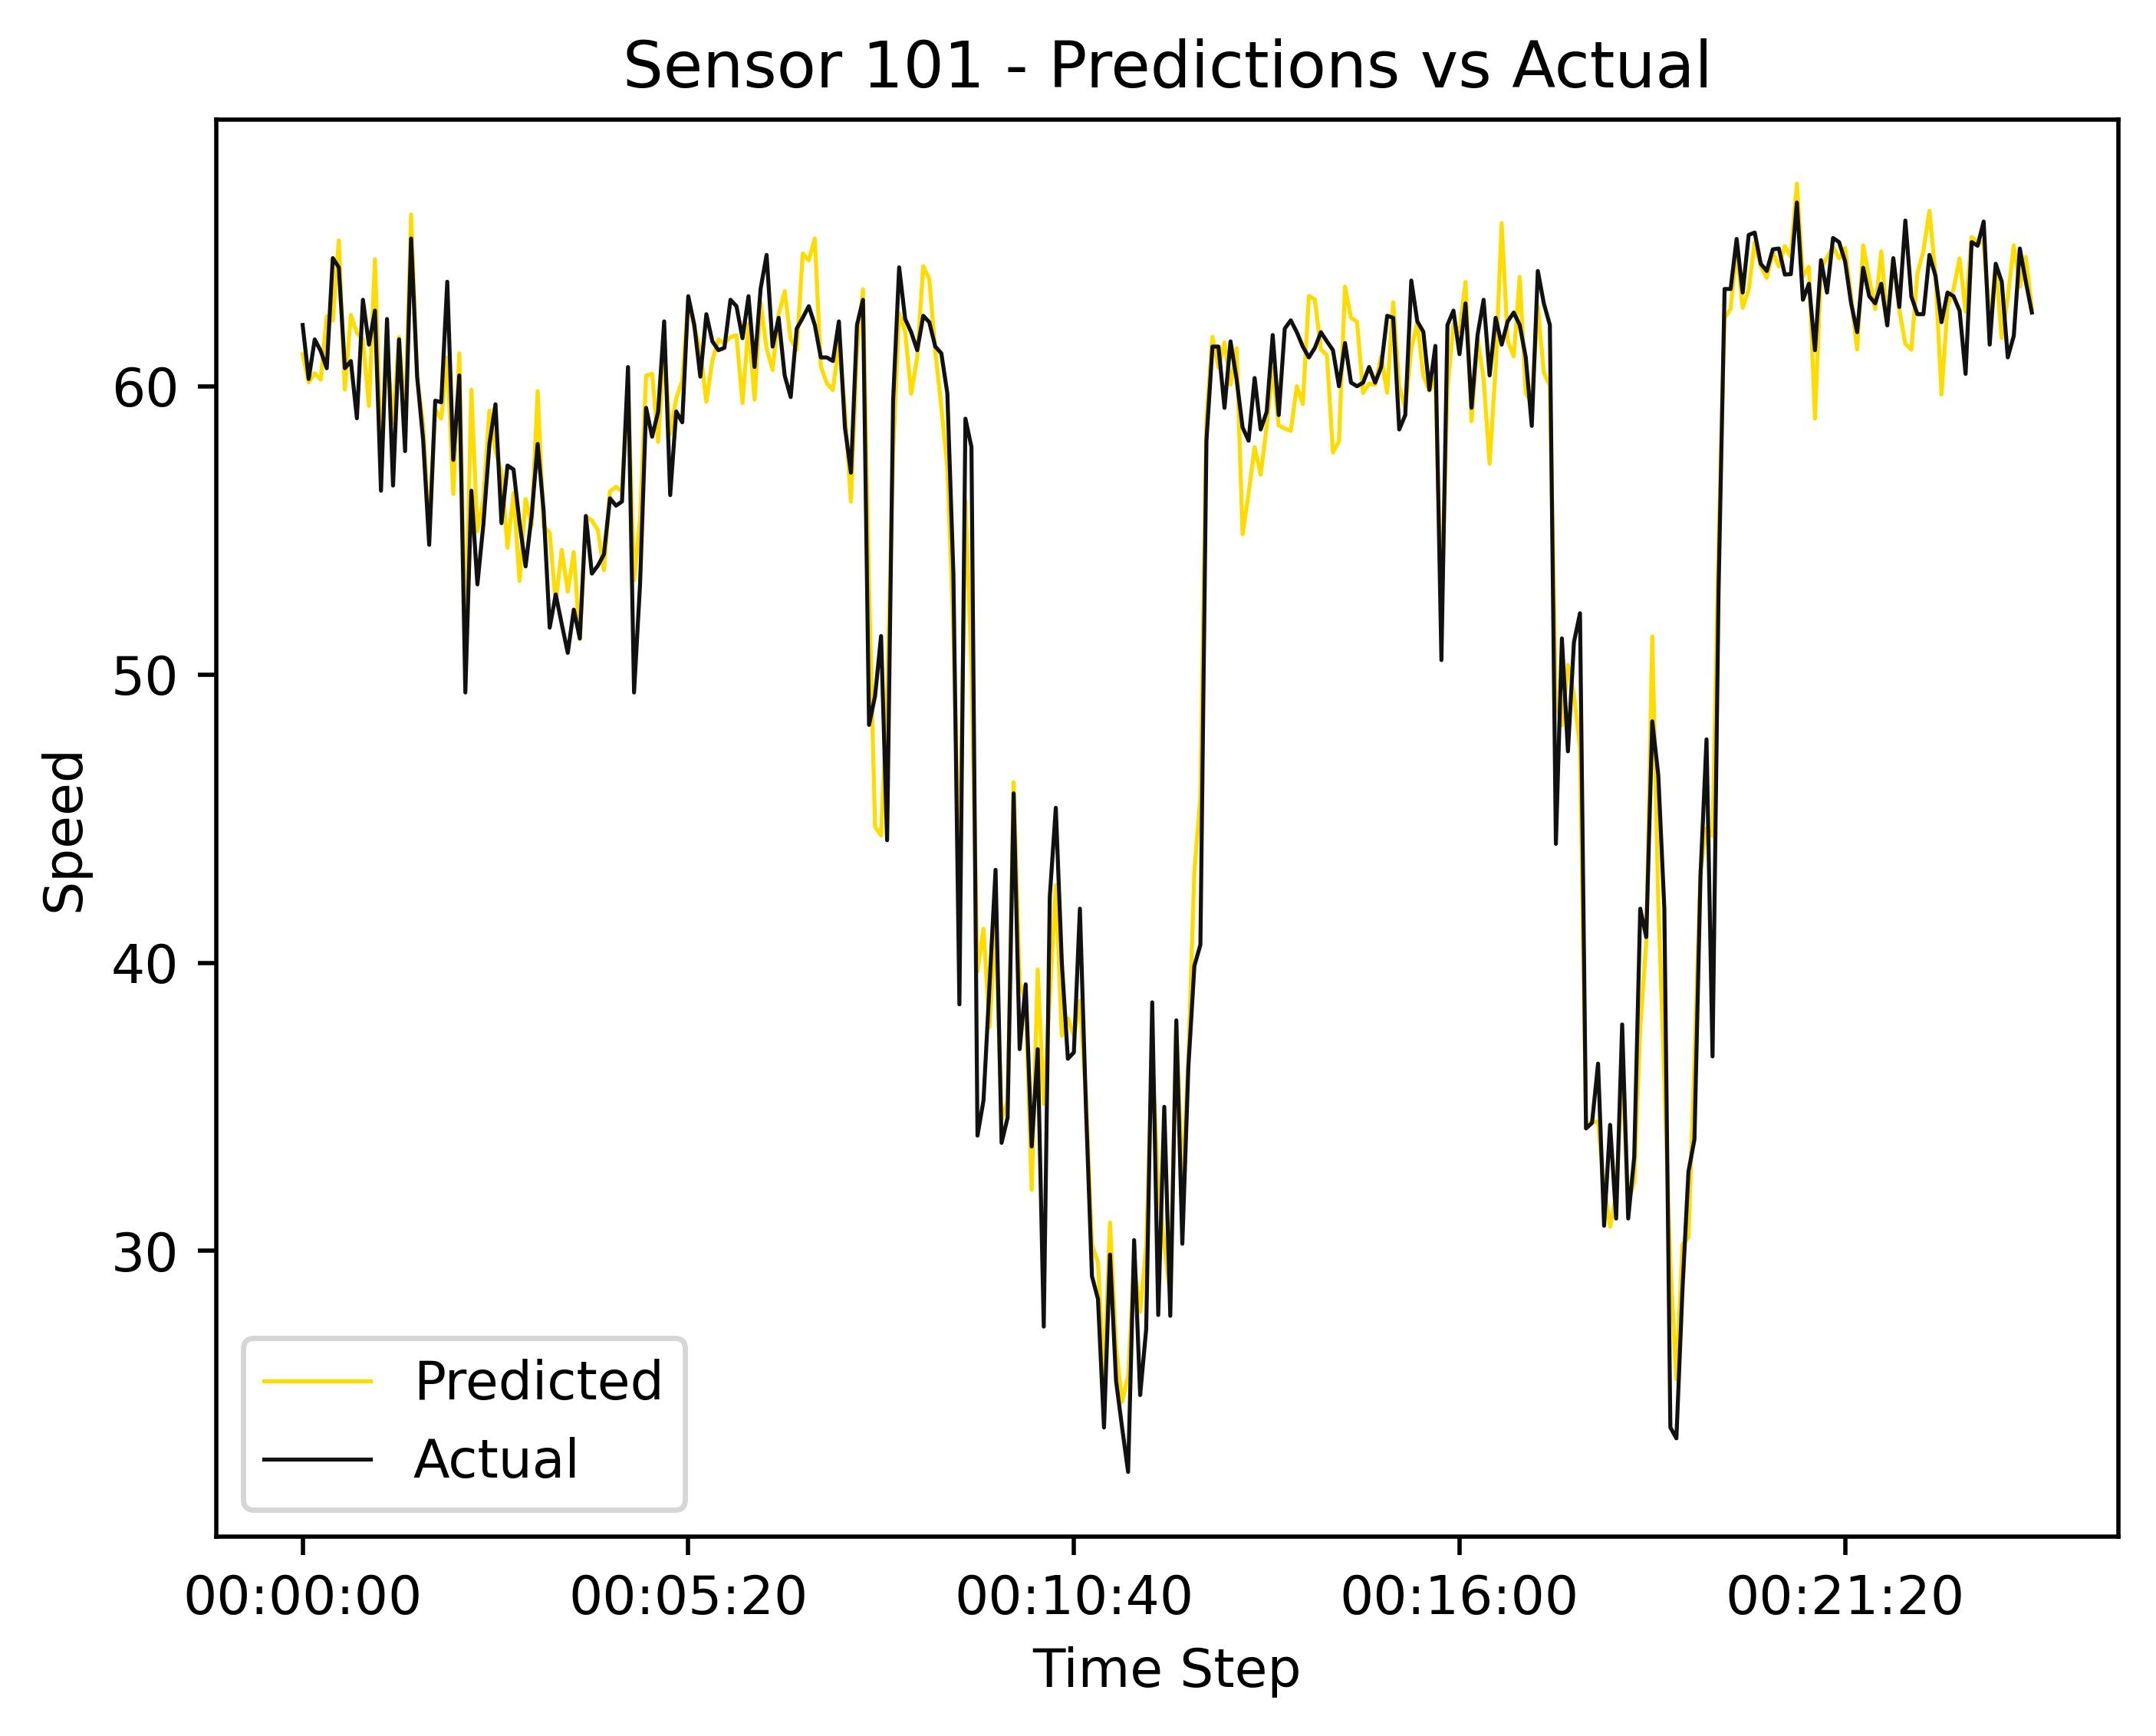 Sensor 101 - Predictions vs Actual
60
50
40
30
Speed
Predicted
Actual
00:00:00 00:05:20 00:10:40 00:16:00 00:21:20
Time Step